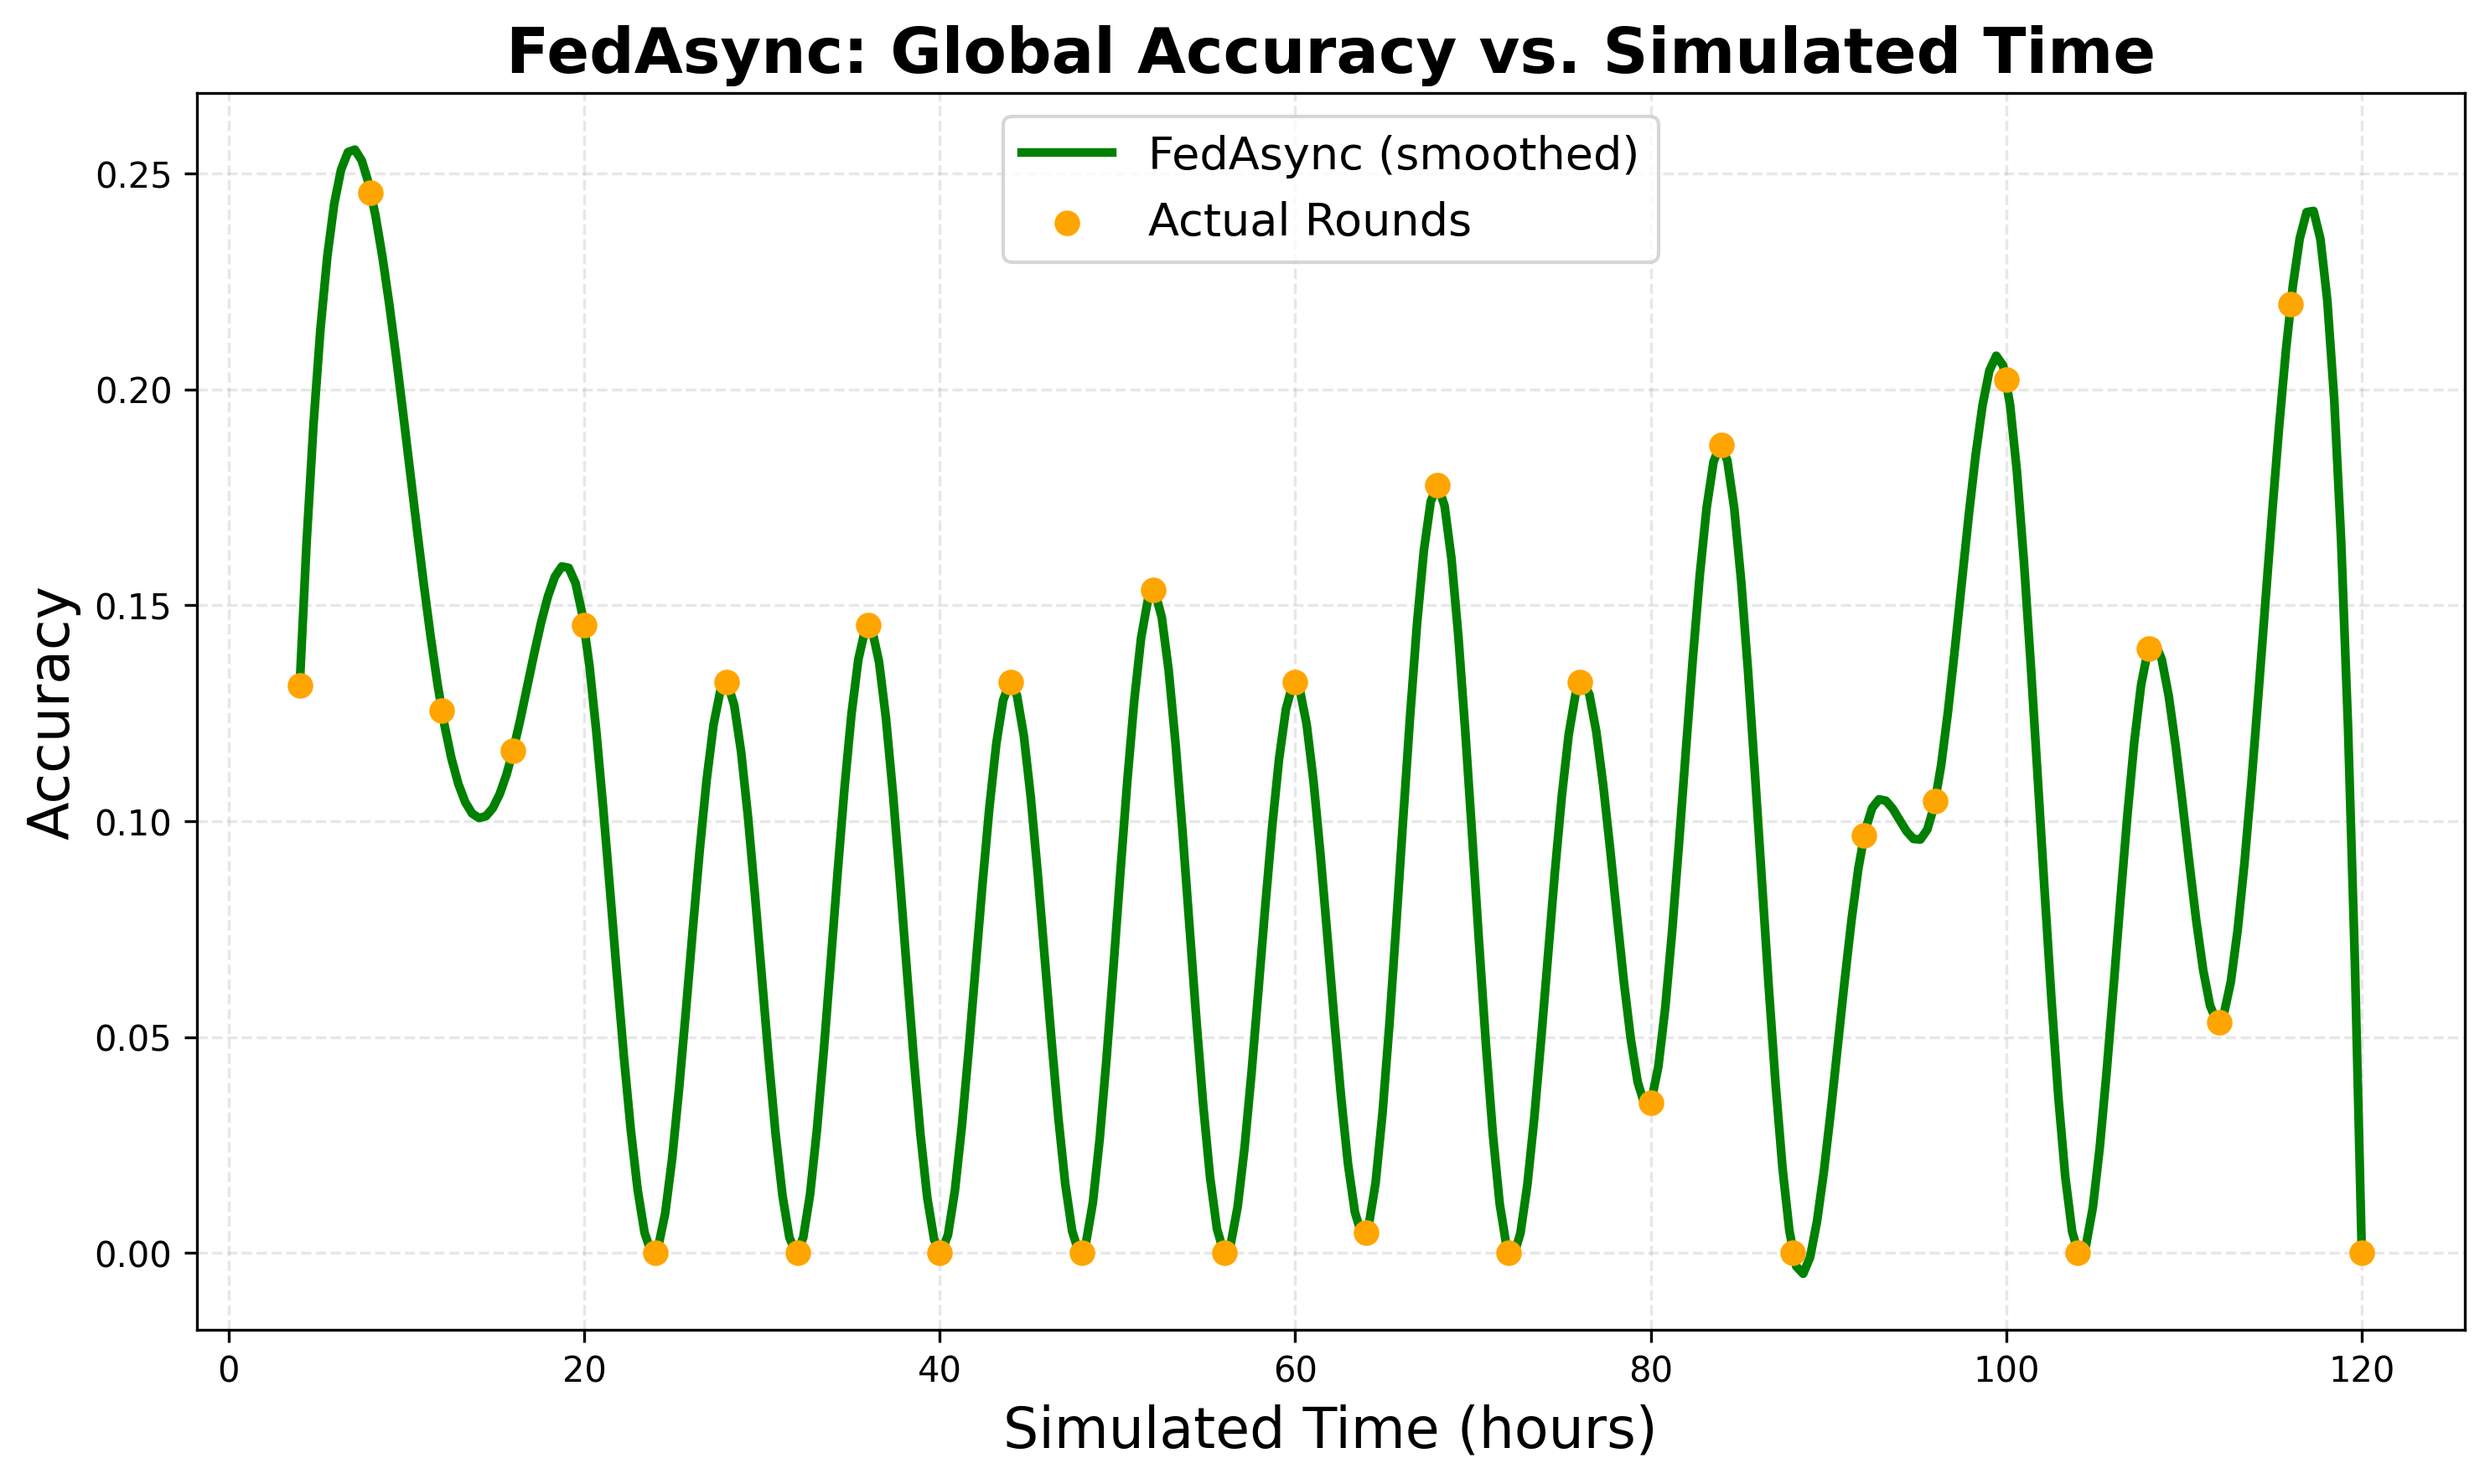 FedAsync: Global Accuracy vs. Simulated Time
FedAsync (smoothed)
Actual Rounds
Accuracy
0.25
0.20
0.15
0.10
0.05
0.00
0 20 40 60 80 100 120
Simulated Time (hours)